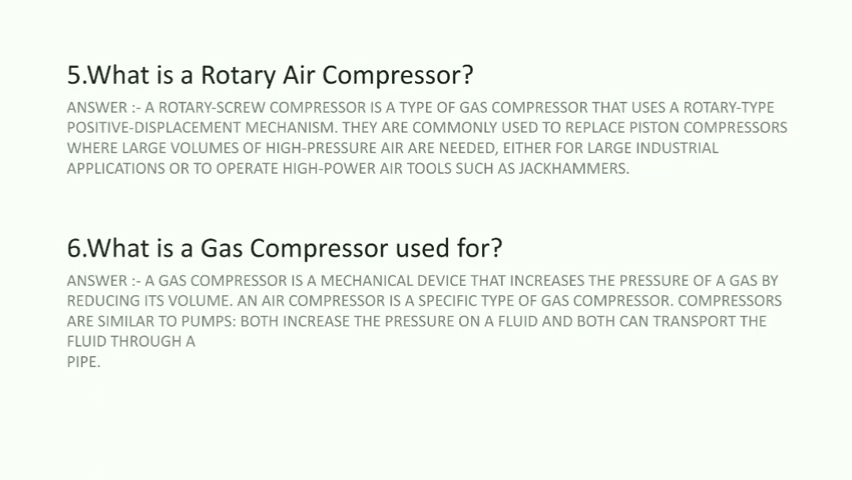 5.What is a Rotary Air Compressor?
ANSWER :- A ROTARY-SCREW COMPRESSOR IS A TYPE OF GAS COMPRESSOR THAT USES A ROTARY-TYPE
POSITIVE-DISPLACEMENT MECHANISM. THEY ARE COMMONLY USED TO REPLACE PISTON COMPRESSORS
WHERE LARGE VOLUMES OF HIGH-PRESSURE AIR ARE NEEDED, EITHER FOR LARGE INDUSTRIAL
APPLICATIONS OR TO OPERATE HIGH-POWER AIR TOOLS SUCH AS JACKHAMMERS.
6.What is a Gas Compressor used for?
ANSWER :- A GAS COMPRESSOR IS A MECHANICAL DEVICE THAT INCREASES THE PRESSURE OF A GAS BY
REDUCING ITS VOLUME. AN AIR COMPRESSOR IS A SPECIFIC TYPE OF GAS COMPRESSOR. COMPRESSORS
ARE SIMILAR TO PUMPS: BOTH INCREASE THE PRESSURE ON A FLUID AND BOTH CAN TRANSPORT THE
FLUID THROUGH A
PIPE.